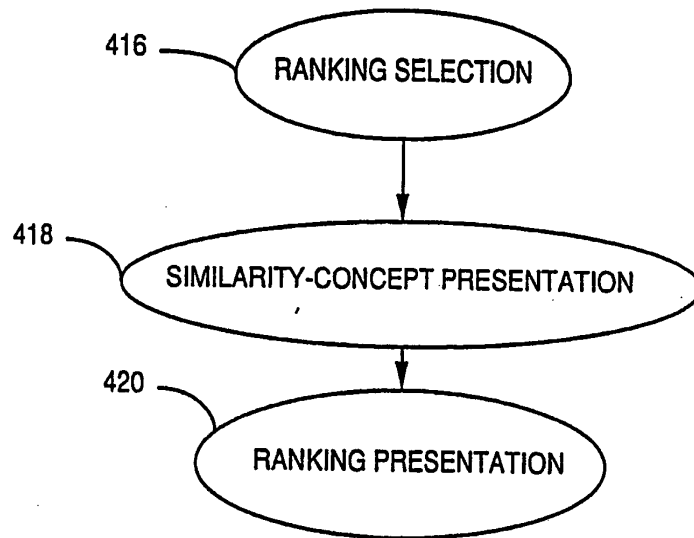 416
RANKING SELECTION
418
SIMILARITY-CONCEPT PRESENTATION
420
RANKING PRESENTATION